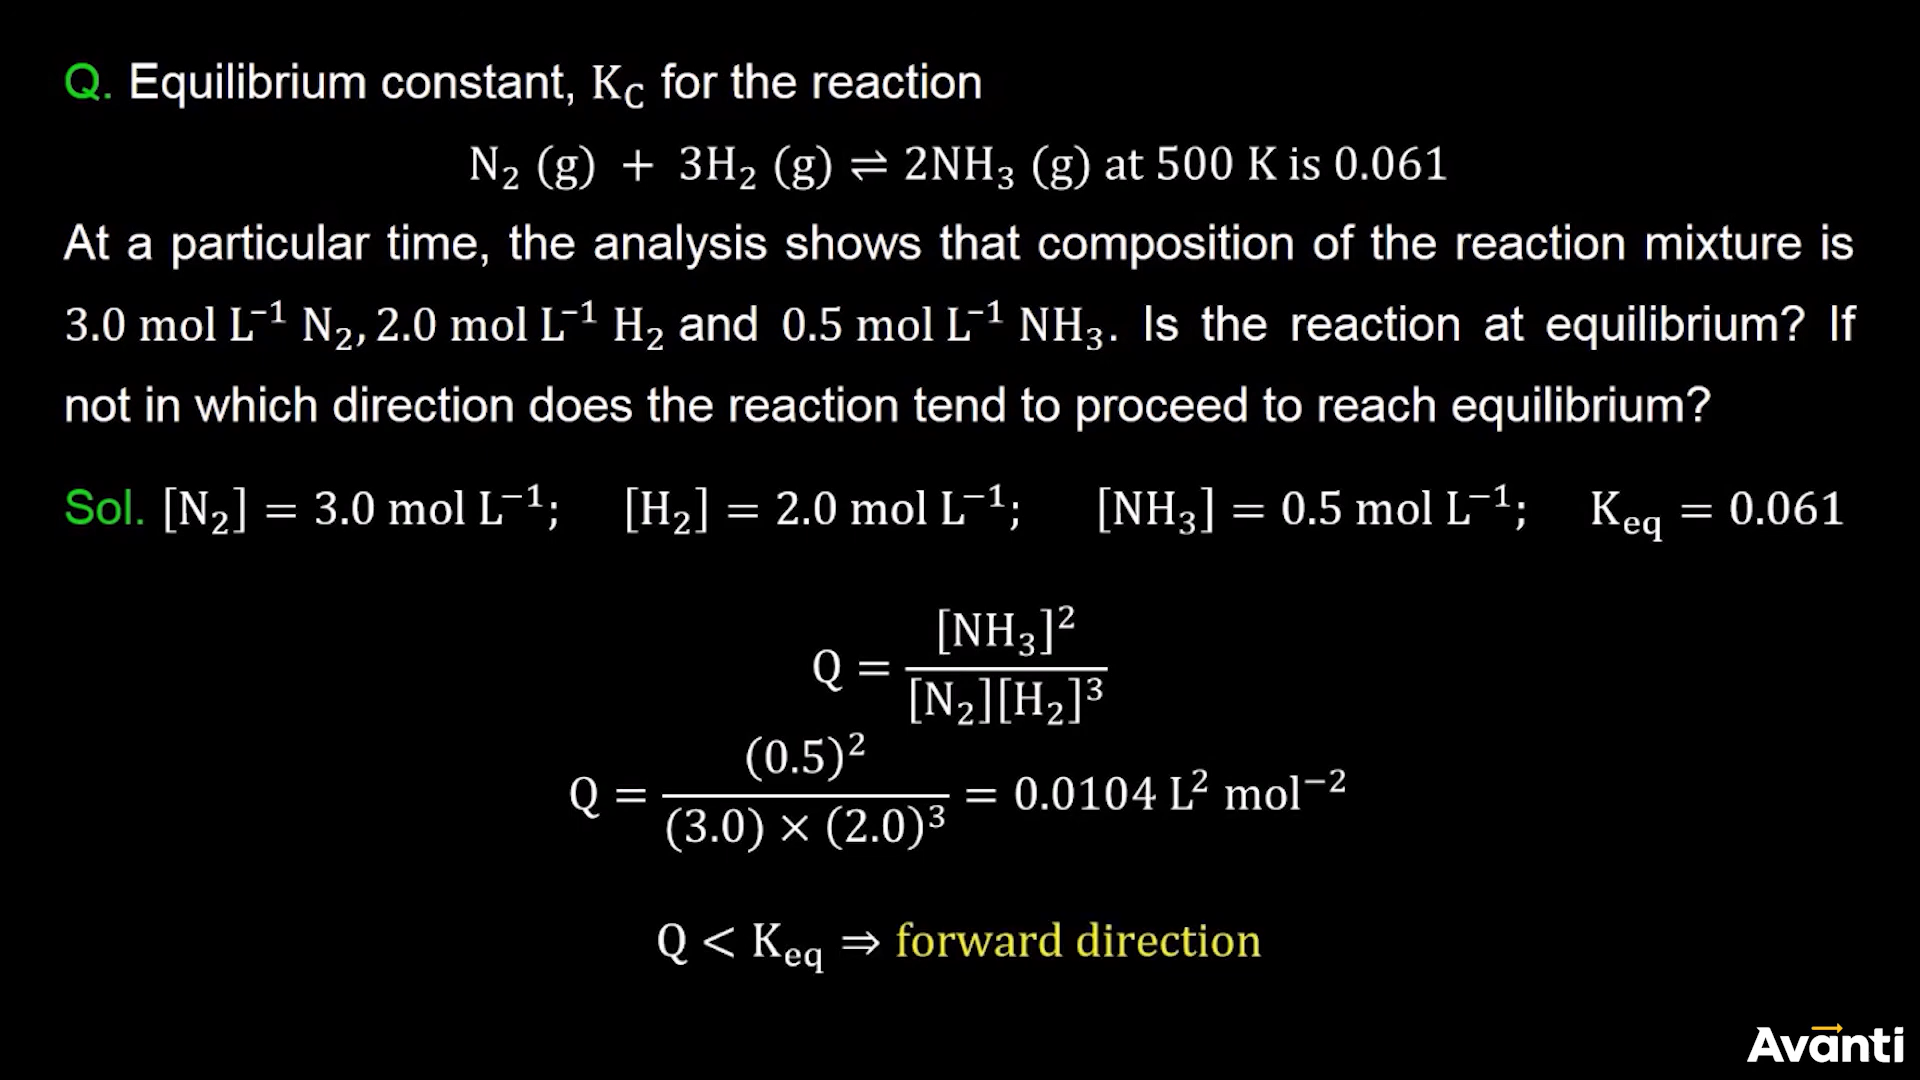 Q. Equilibrium constant, K_C for the reaction
N₂ (g) + 3H₂ (g) ⇌ 2NH₃ (g) at 500 K is 0.061
At a particular time, the analysis shows that composition of the reaction mixture is
3.0 mol L⁻¹ N₂, 2.0 mol L⁻¹ H₂ and 0.5 mol L⁻¹ NH₃. Is the reaction at equilibrium? If
not in which direction does the reaction tend to proceed to reach equilibrium?
Sol. [N₂] = 3.0 mol L⁻¹; [H₂] = 2.0 mol L⁻¹; [NH₃] = 0.5 mol L⁻¹; K_eq = 0.061
Q = [NH₃]² / [N₂][H₂]³
Q = (0.5)² / (3.0) × (2.0)³ = 0.0104 L² mol⁻²
Q < K_eq ⇒ forward direction
Avanti